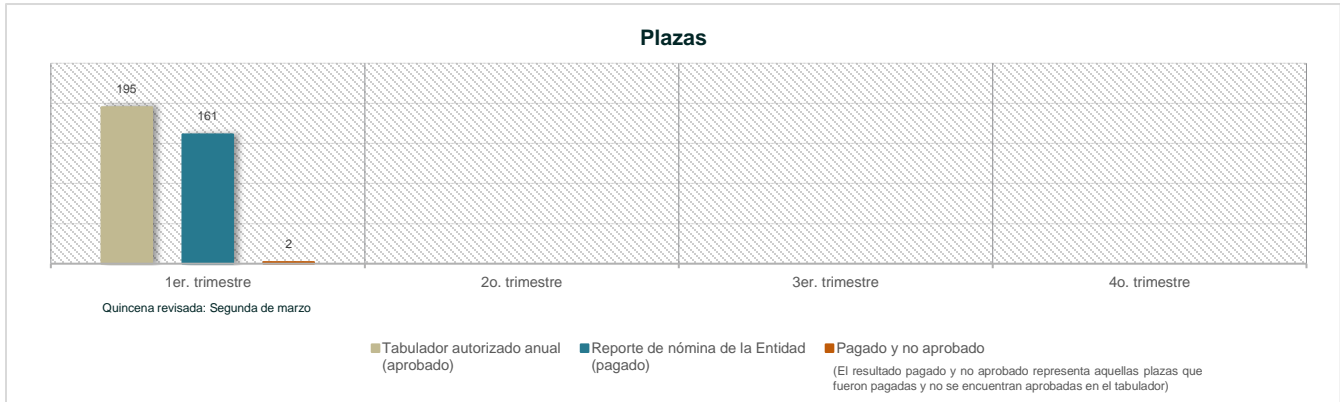 Plazas
195
161
2
1er. trimestre
2o. trimestre
3er. trimestre
4o. trimestre
Quincena revisada: Segunda de marzo
Tabulador autorizado anual
(aprobado)
Reporte de nómina de la Entidad
(pagado)
Pagado y no aprobado
(El resultado pagado y no aprobado representa aquellas plazas que
fueron pagadas y no se encuentran aprobadas en el tabulador)